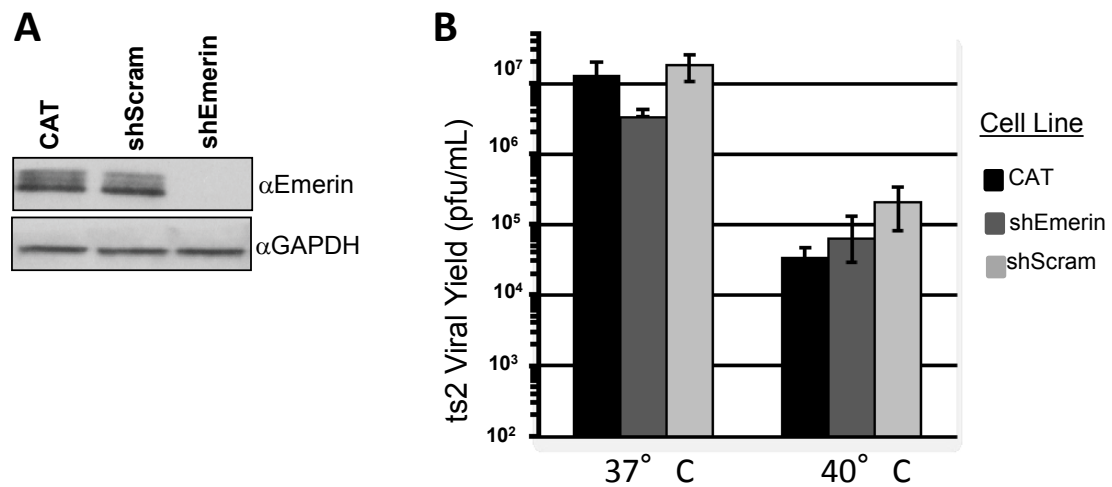 A
CAT
shScram
shEmerin
αEmerin
αGAPDH
B
ts2 Viral Yield (pfu/mL)
10⁷
10⁶
10⁵
10⁴
10³
10²
37° C
40° C
Cell Line
CAT
shEmerin
shScram